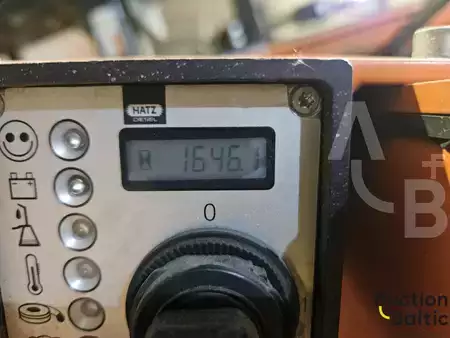 HATZ
DIESEL
1646.1
0
A+B
Auction
Baltic